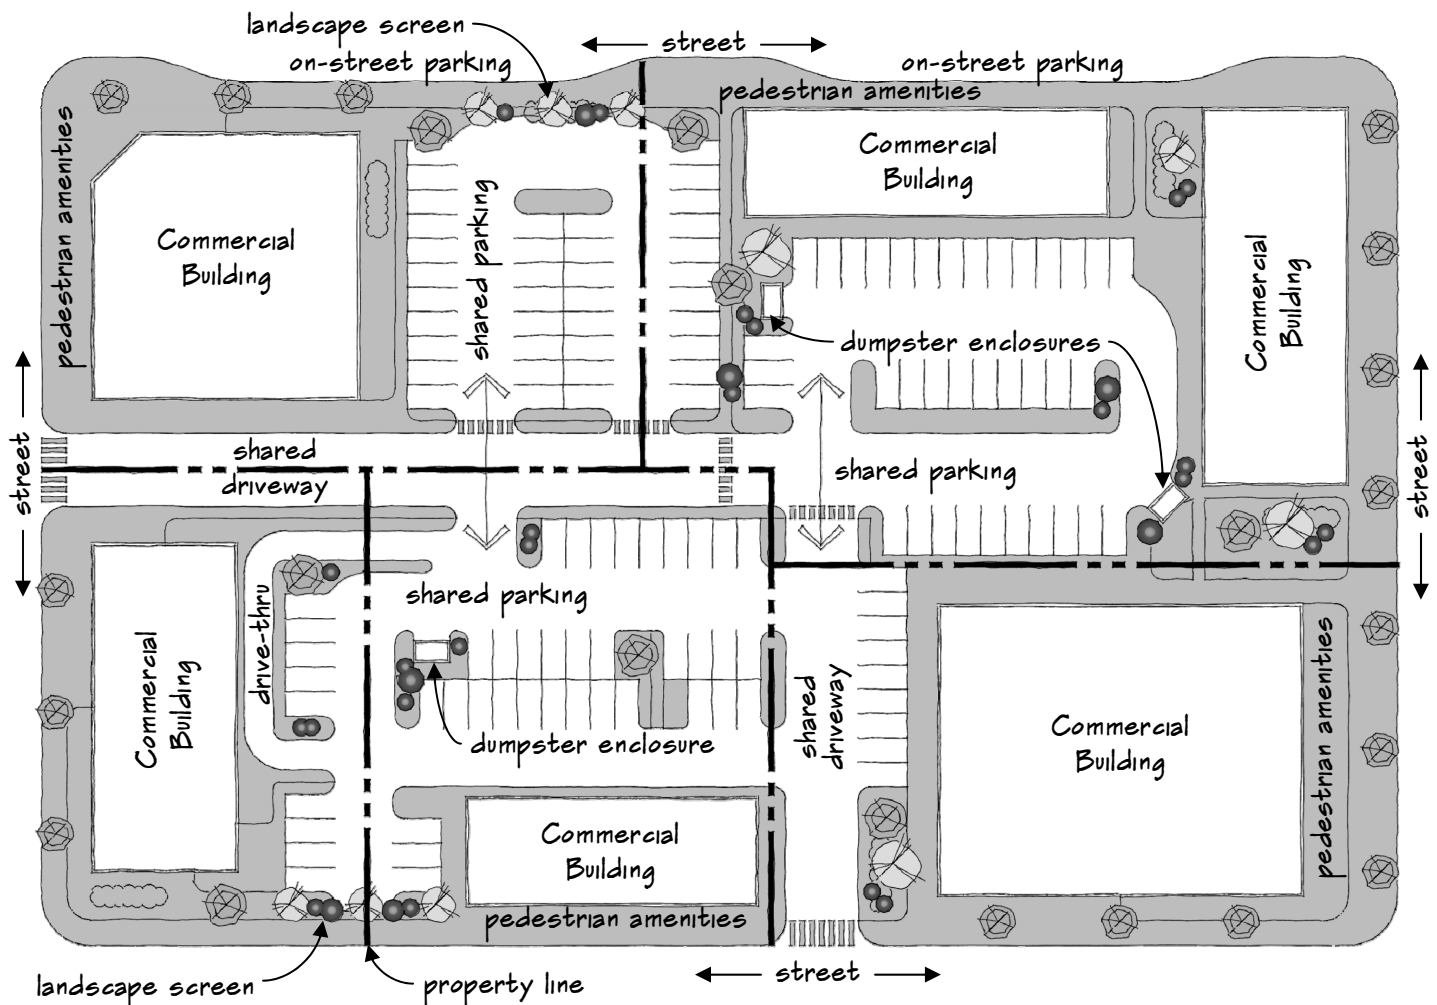 landscape screen
street
on-street parking
on-street parking
pedestrian amenities
pedestrian amenities
Commercial
Building
shared parking
Commercial
Building
Commercial
Building
dumpster enclosures
street
shared
driveway
shared parking
street
Commercial
Building
drive-thru
shared parking
dumpster enclosure
shared
driveway
Commercial
Building
pedestrian amenities
Commercial
Building
pedestrian amenities
landscape screen
property line
street